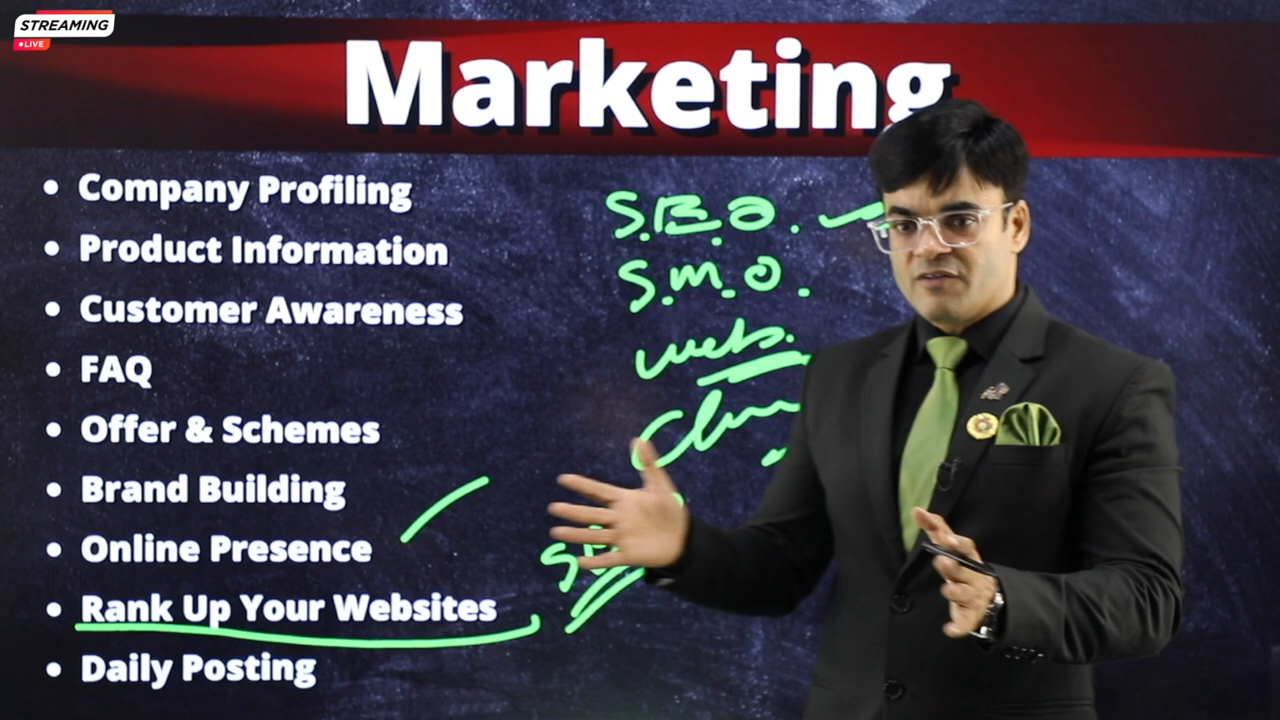 STREAMING
LIVE
Marketing
• Company Profiling
• Product Information
• Customer Awareness
• FAQ
• Offer & Schemes
• Brand Building
• Online Presence
• Rank Up Your Websites
• Daily Posting
S.E.O.
S.M.O.
web.